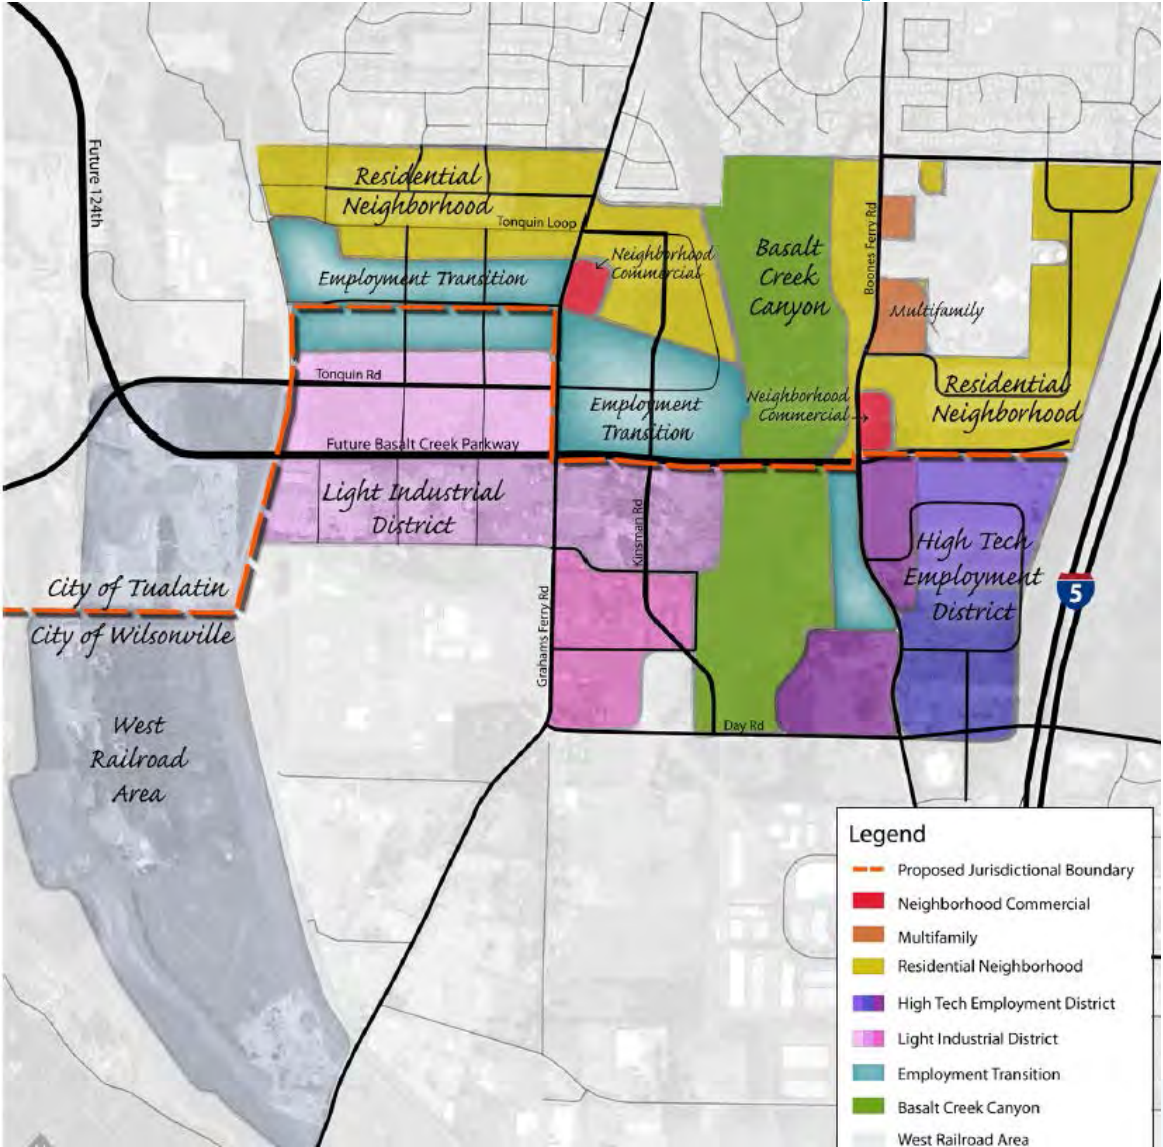 Future 124th
Residential
Neighborhood
Tonquin Loop
Employment Transition
Neighborhood
Commercial
Basalt
Creek
Canyon
Boones Ferry Rd
Multifamily
Tonquin Rd
Employment
Transition
Neighborhood
Commercial
Residential
Neighborhood
Future Basalt Creek Parkway
Light Industrial
District
Kinsman Rd
High Tech
Employment
District
5
City of Tualatin
City of Wilsonville
Grahams Ferry Rd
West
Railroad
Area
Day Rd
Legend
Proposed Jurisdictional Boundary
Neighborhood Commercial
Multifamily
Residential Neighborhood
High Tech Employment District
Light Industrial District
Employment Transition
Basalt Creek Canyon
West Railroad Area